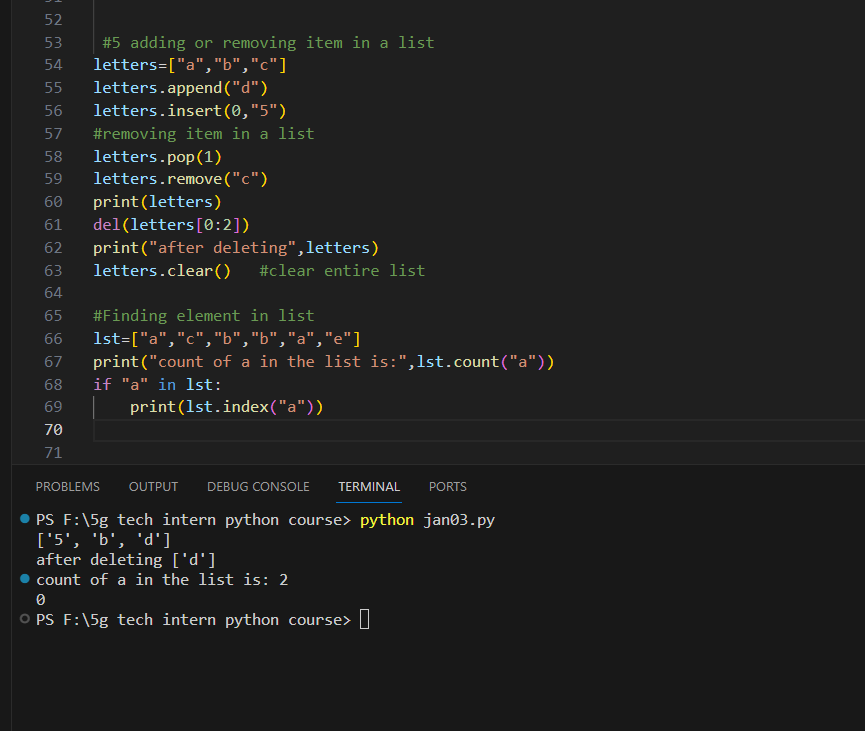 52
53 #5 adding or removing item in a list
54 letters=["a","b","c"]
55 letters.append("d")
56 letters.insert(0,"5")
57 #removing item in a list
58 letters.pop(1)
59 letters.remove("c")
60 print(letters)
61 del(letters[0:2])
62 print("after deleting",letters)
63 letters.clear()   #clear entire list
64
65 #Finding element in list
66 lst=["a","c","b","b","a","e"]
67 print("count of a in the list is:",lst.count("a"))
68 if "a" in lst:
69     print(lst.index("a"))
70
71
PROBLEMS OUTPUT DEBUG CONSOLE TERMINAL PORTS
PS F:\5g tech intern python course> python jan03.py
['5', 'b', 'd']
after deleting ['d']
count of a in the list is: 2
0
PS F:\5g tech intern python course>